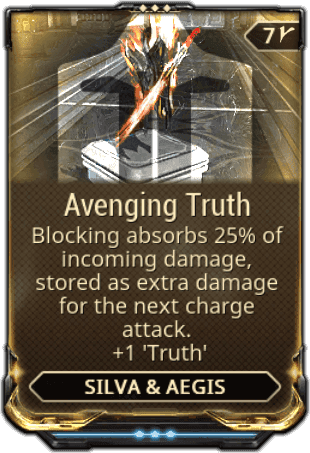 7
Avenging Truth
Blocking absorbs 25% of
incoming damage,
stored as extra damage
for the next charge
attack.
+1 'Truth'
SILVA & AEGIS